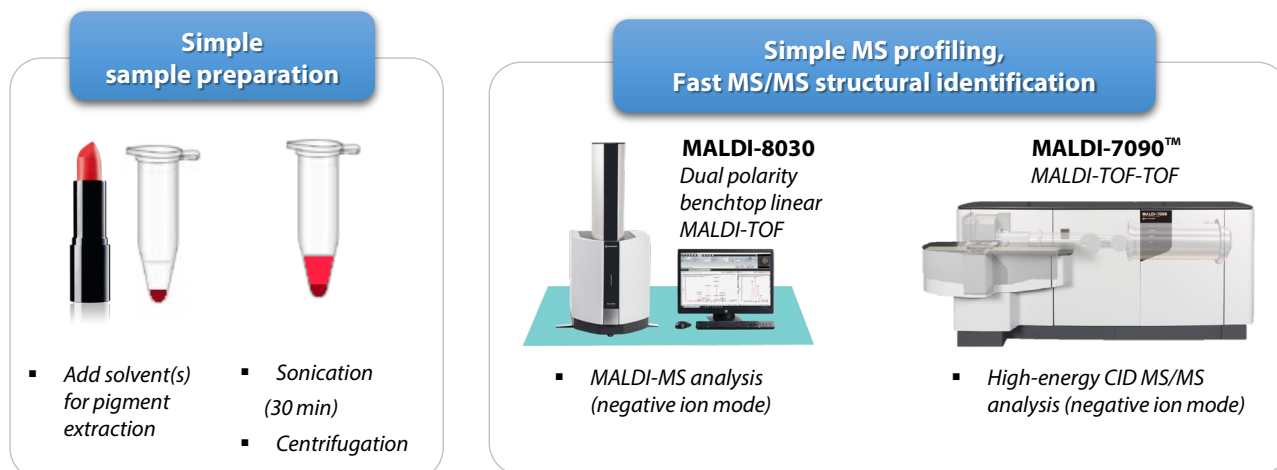 Simple
sample preparation
Simple MS profiling,
Fast MS/MS structural identification
MALDI-8030
Dual polarity
benchtop linear
MALDI-TOF
MALDI-7090™
MALDI-TOF-TOF
MALDI-7090
▪ Add solvent(s)
for pigment
extraction
▪ Sonication
(30 min)
▪ Centrifugation
▪ MALDI-MS analysis
(negative ion mode)
▪ High-energy CID MS/MS
analysis (negative ion mode)